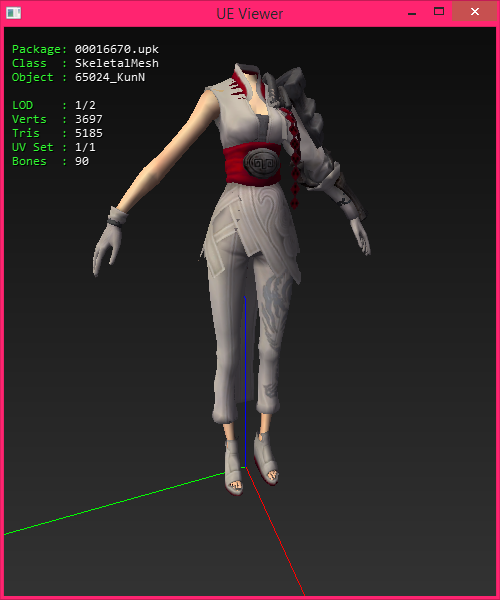 UE Viewer
Package: 00016670.upk
Class : SkeletalMesh
Object : 65024_KunN
LOD : 1/2
Verts : 3697
Tris : 5185
UV Set : 1/1
Bones : 90